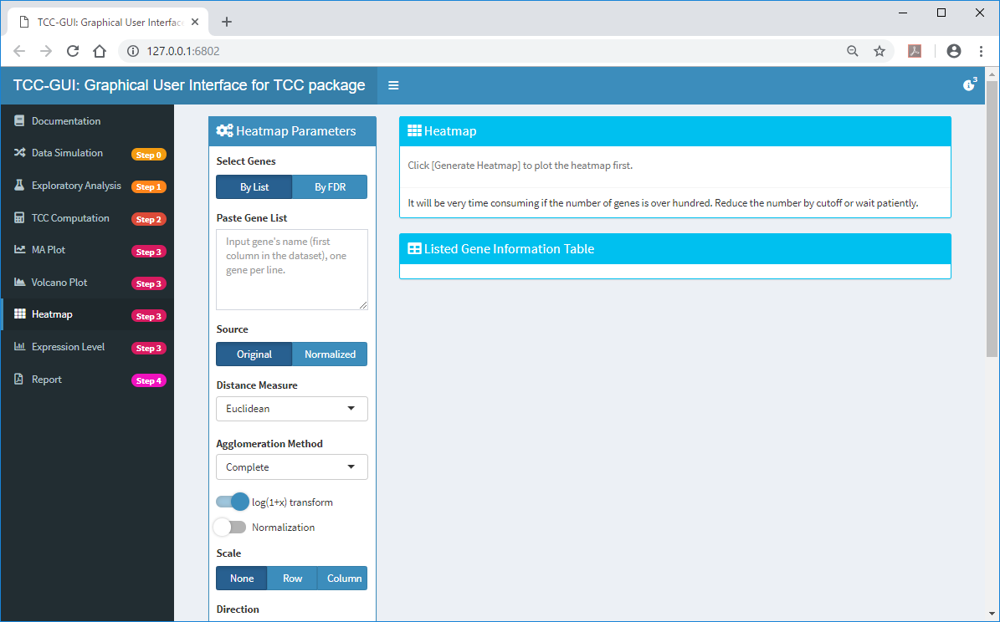 TCC-GUI: Graphical User Interface
127.0.0.1:6802
TCC-GUI: Graphical User Interface for TCC package
3
Documentation
Data Simulation Step 0
Exploratory Analysis Step 1
TCC Computation Step 2
MA Plot Step 3
Volcano Plot Step 3
Heatmap Step 3
Expression Level Step 3
Report Step 4
Heatmap Parameters
Select Genes
By List By FDR
Paste Gene List
Input gene's name (first
column in the dataset), one
gene per line.
Source
Original Normalized
Distance Measure
Euclidean
Agglomeration Method
Complete
log(1+x) transform
Normalization
Scale
None Row Column
Direction
Heatmap
Click [Generate Heatmap] to plot the heatmap first.
It will be very time consuming if the number of genes is over hundred. Reduce the number by cutoff or wait patiently.
Listed Gene Information Table